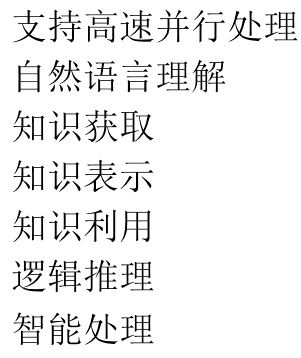 支持高速并行处理
自然语言理解
知识获取
知识表示
知识利用
逻辑推理
智能处理